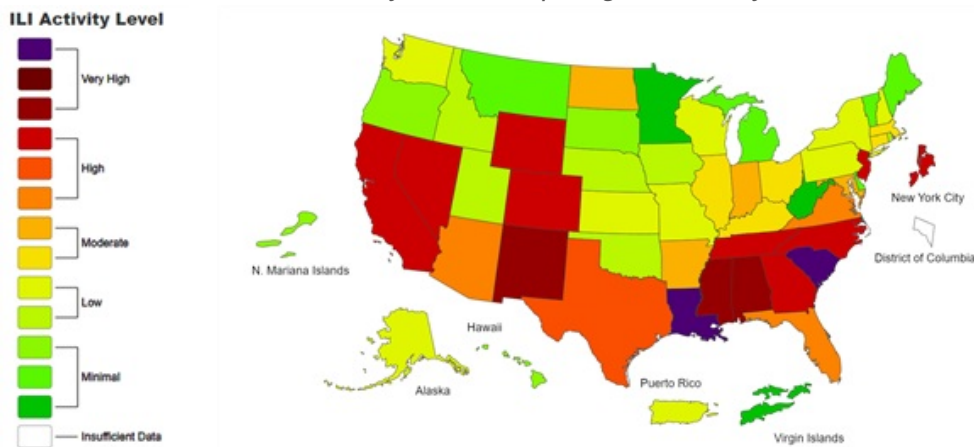 ILI Activity Level
Very High
High
Moderate
Low
Minimal
Insufficient Data
New York City
District of Columbia
N. Mariana Islands
Hawaii
Alaska
Puerto Rico
Virgin Islands